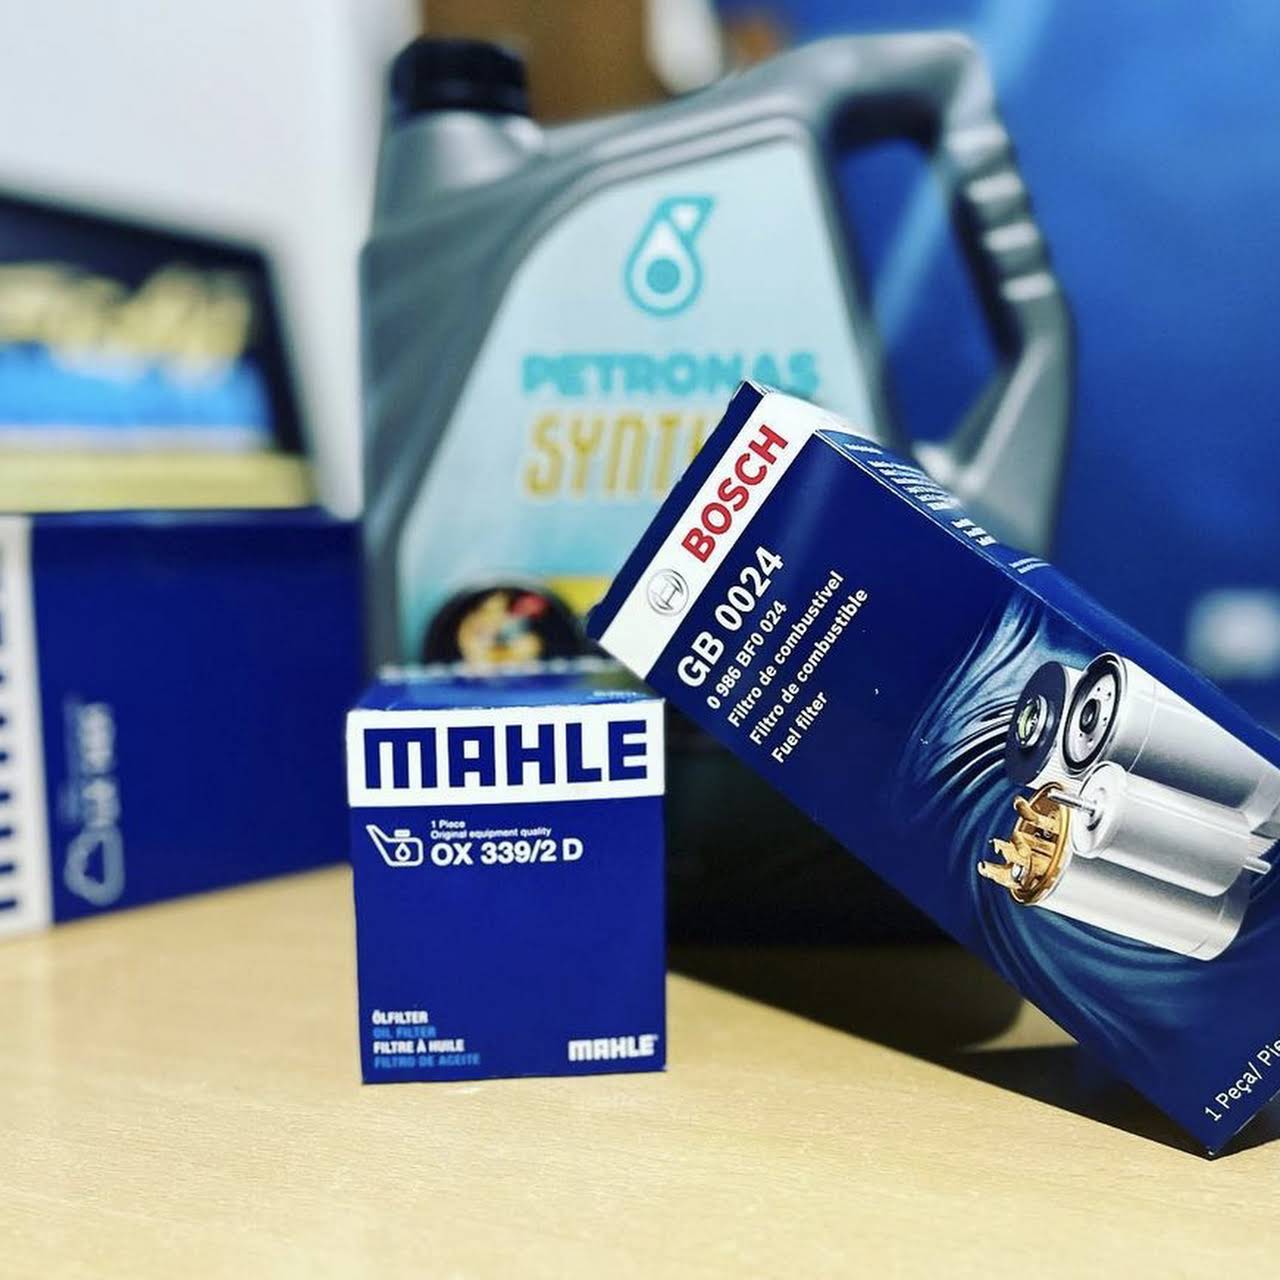 PETRONAS
SYNT
BOSCH
GB 0024
0 986 BF0 024
Filtro de combustível
Filtro de combustible
Fuel filter
1 Peça/ Pie
MAHLE
1 Piece
Original equipment quality
OX 339/2 D
ÖLFILTER
OIL FILTER
FILTRE À HUILE
FILTRO DE ACEITE
MAHLE